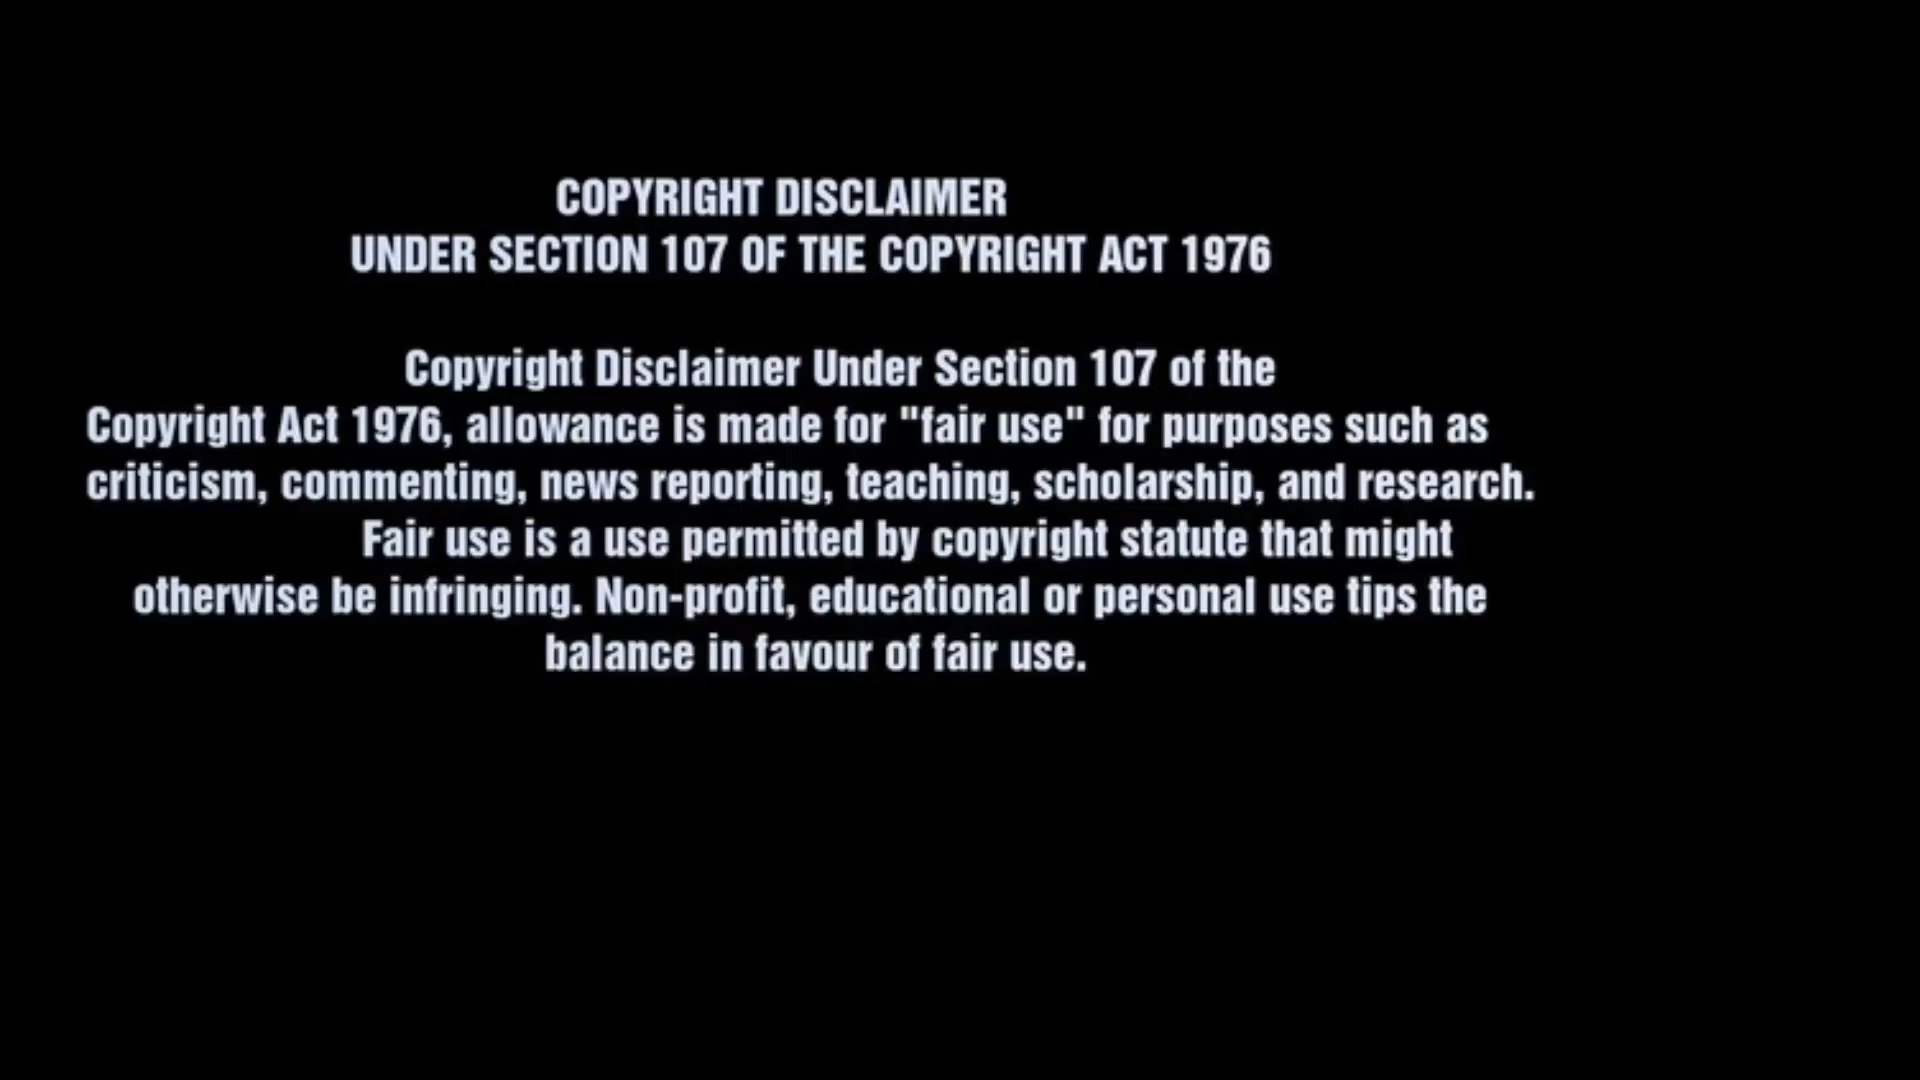 COPYRIGHT DISCLAIMER
UNDER SECTION 107 OF THE COPYRIGHT ACT 1976
Copyright Disclaimer Under Section 107 of the
Copyright Act 1976, allowance is made for "fair use" for purposes such as
criticism, commenting, news reporting, teaching, scholarship, and research.
Fair use is a use permitted by copyright statute that might
otherwise be infringing. Non-profit, educational or personal use tips the
balance in favour of fair use.